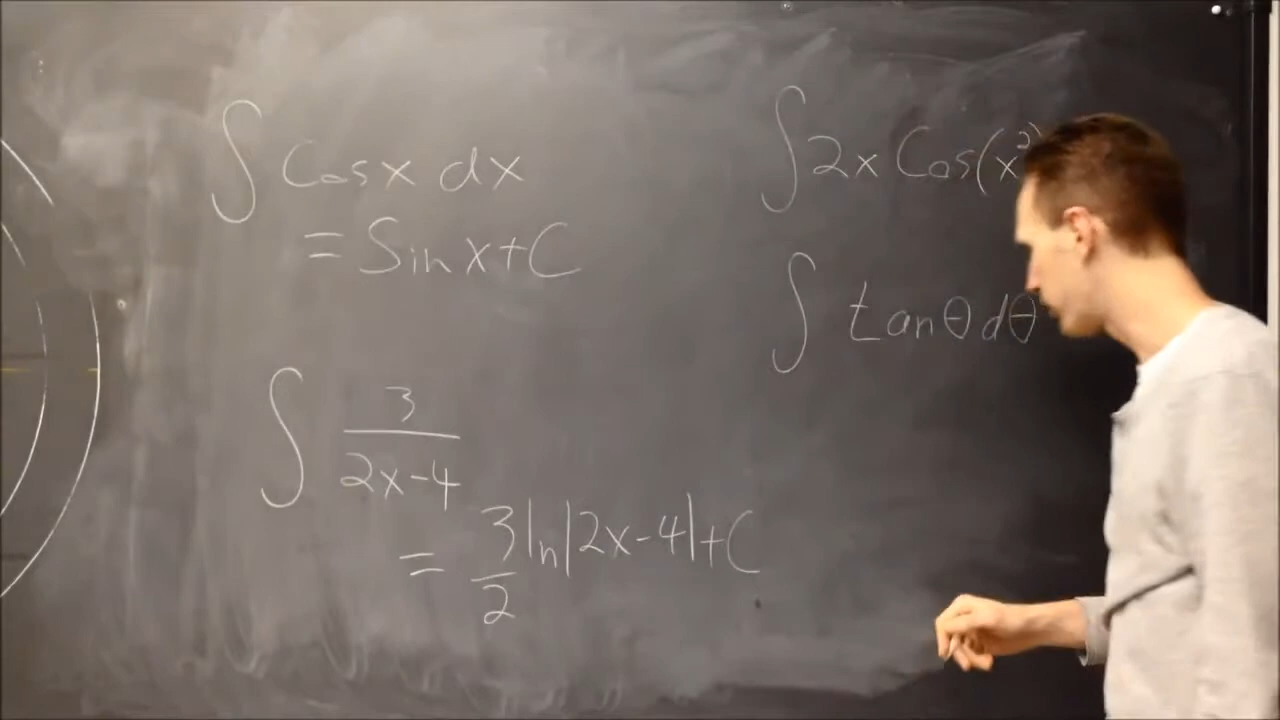 ∫ Cos x dx
= Sin x + C
∫ 3/(2x-4)
= 3/2 ln|2x-4| + C
∫ 2x Cos(x²)
∫ tan θ dθ